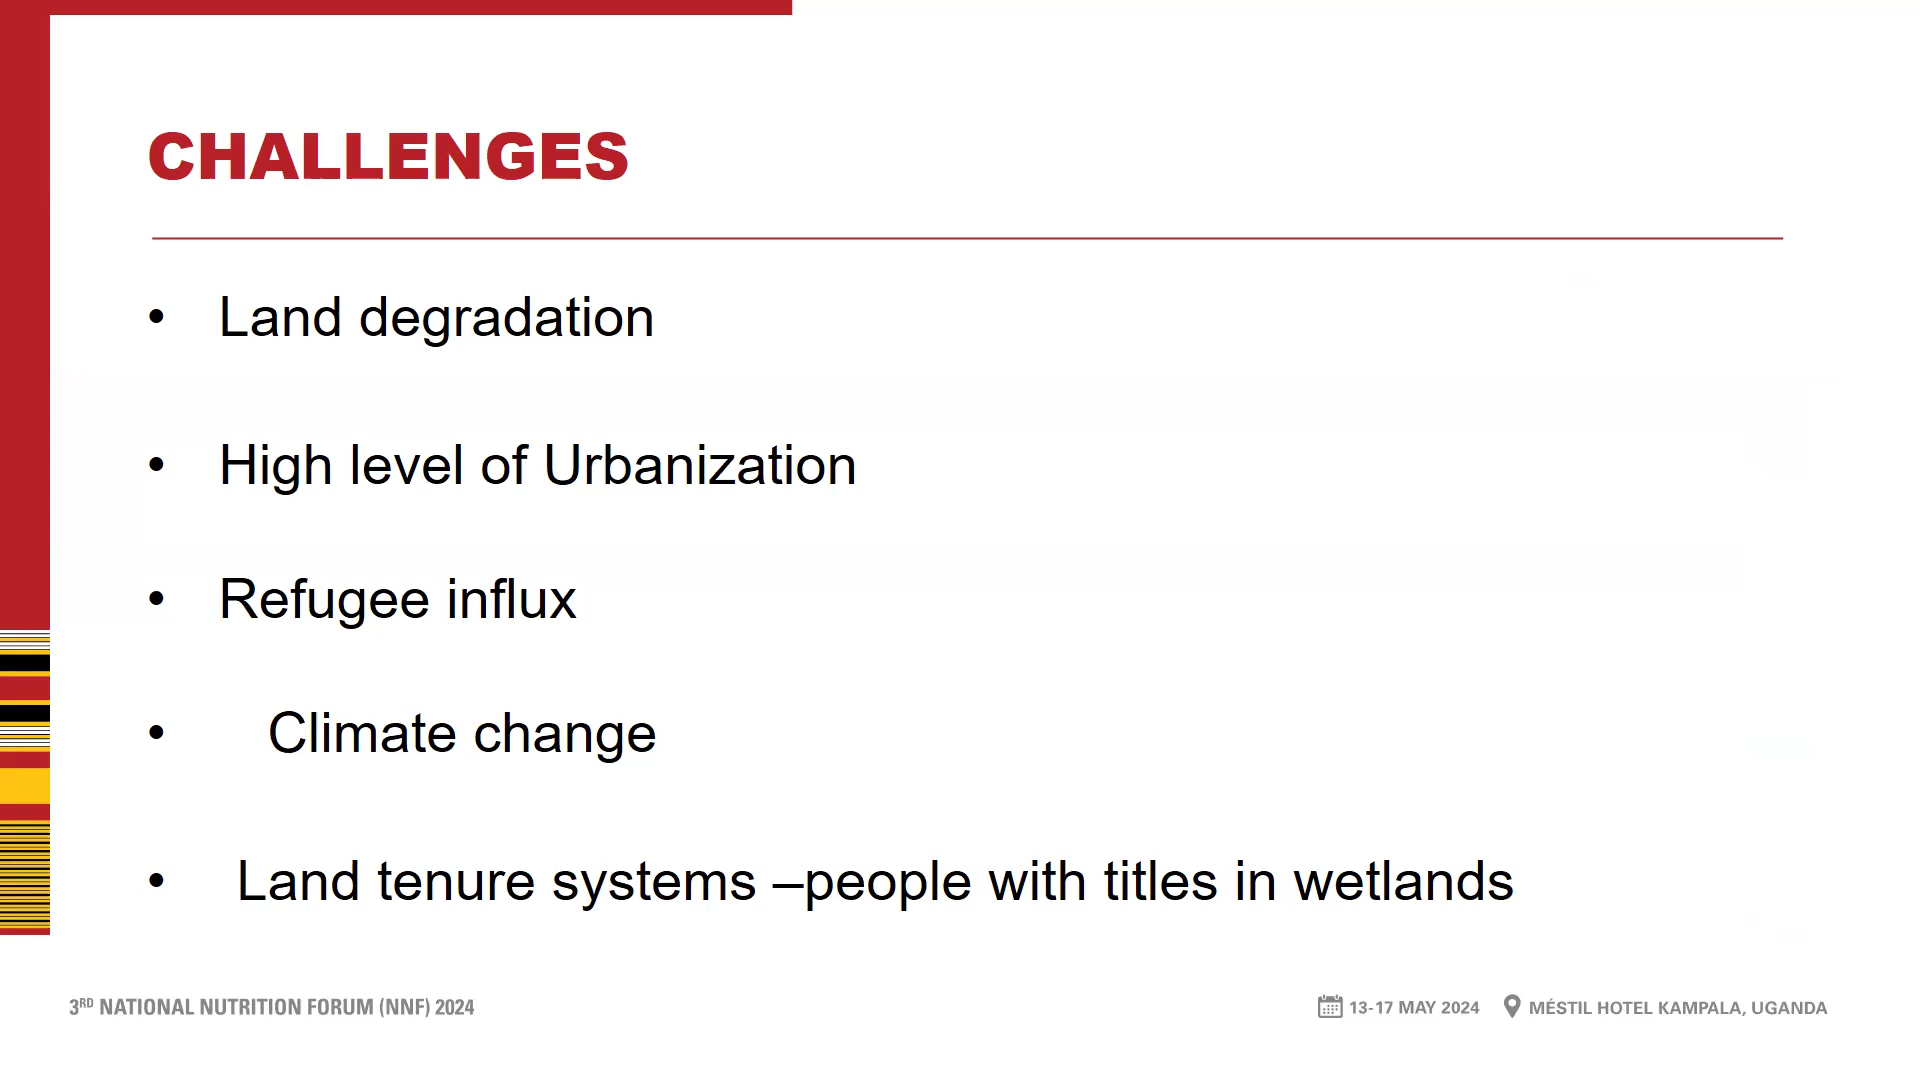 CHALLENGES
• Land degradation
• High level of Urbanization
• Refugee influx
• Climate change
• Land tenure systems –people with titles in wetlands
3RD NATIONAL NUTRITION FORUM (NNF) 2024
13-17 MAY 2024 MÉSTIL HOTEL KAMPALA, UGANDA